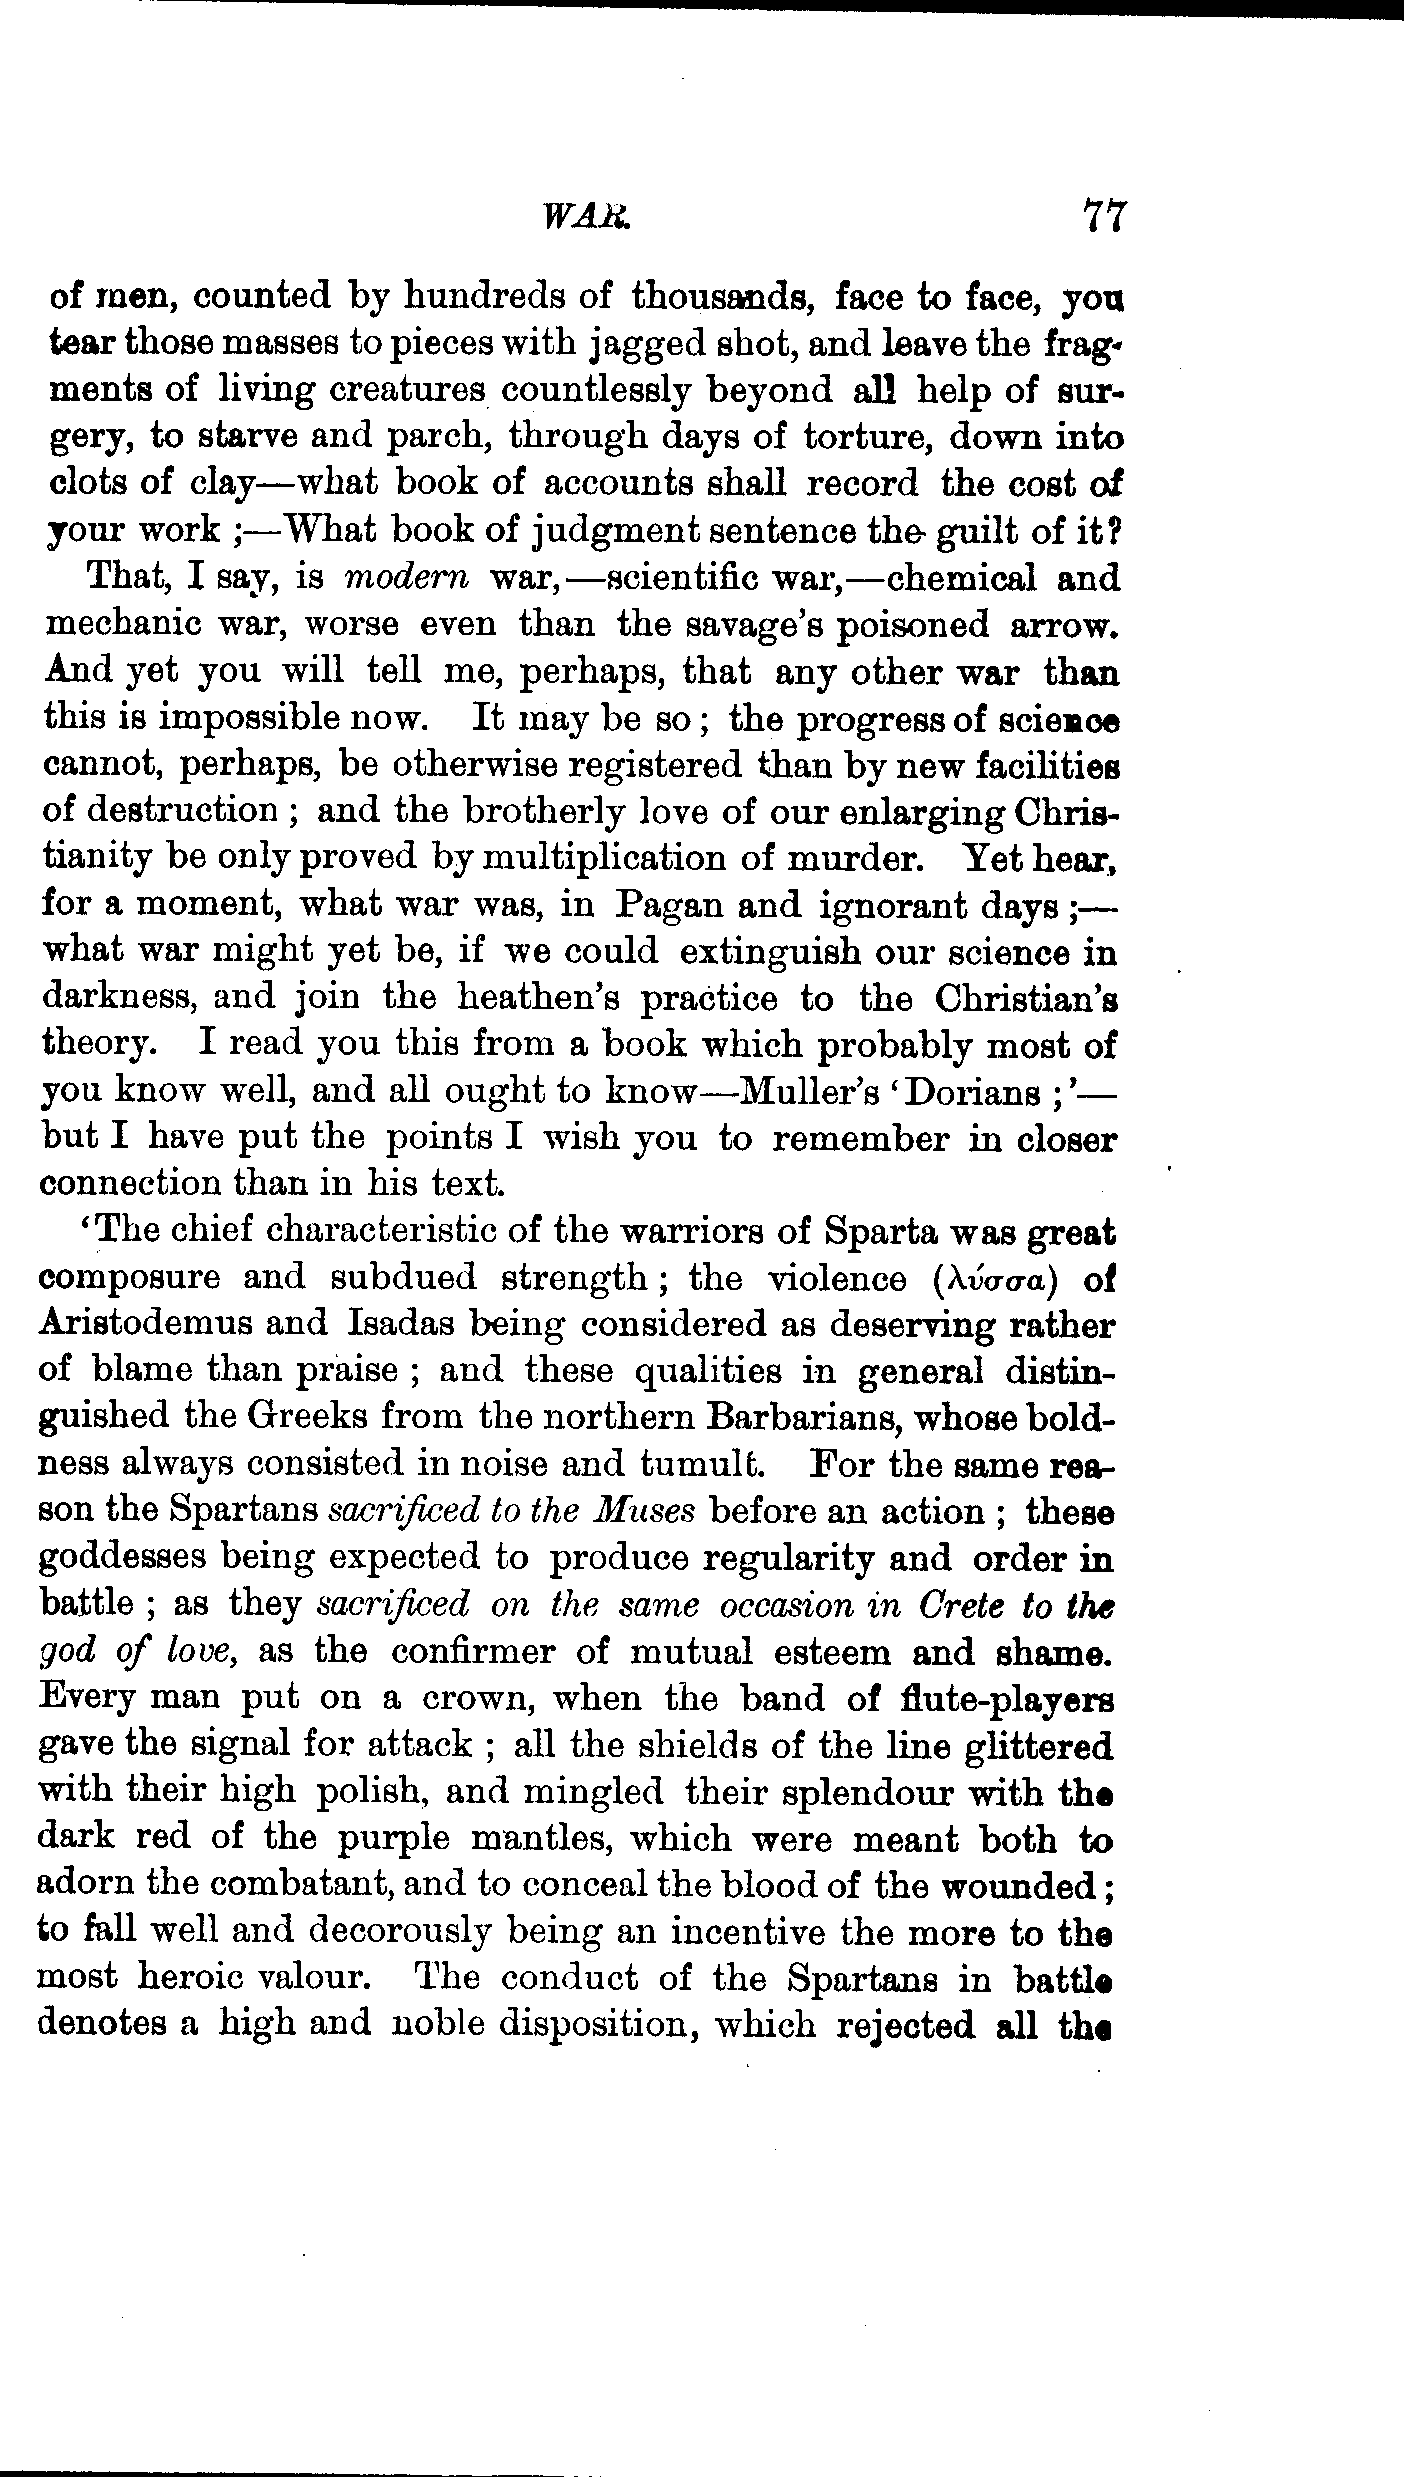 WAR. 77
of men, counted by hundreds of thousands, face to face, you
tear those masses to pieces with jagged shot, and leave the frag-
ments of living creatures countlessly beyond all help of sur-
gery, to starve and parch, through days of torture, down into
clots of clay—what book of accounts shall record the cost of
your work ;—What book of judgment sentence the guilt of it?
That, I say, is modern war,—scientific war,—chemical and
mechanic war, worse even than the savage's poisoned arrow.
And yet you will tell me, perhaps, that any other war than
this is impossible now. It may be so ; the progress of science
cannot, perhaps, be otherwise registered than by new facilities
of destruction ; and the brotherly love of our enlarging Chris-
tianity be only proved by multiplication of murder. Yet hear,
for a moment, what war was, in Pagan and ignorant days ;—
what war might yet be, if we could extinguish our science in
darkness, and join the heathen's practice to the Christian's
theory. I read you this from a book which probably most of
you know well, and all ought to know—Muller's ‘Dorians ;’—
but I have put the points I wish you to remember in closer
connection than in his text.
‘The chief characteristic of the warriors of Sparta was great
composure and subdued strength ; the violence (λύσσα) of
Aristodemus and Isadas being considered as deserving rather
of blame than praise ; and these qualities in general distin-
guished the Greeks from the northern Barbarians, whose bold-
ness always consisted in noise and tumult. For the same rea-
son the Spartans sacrificed to the Muses before an action ; these
goddesses being expected to produce regularity and order in
battle ; as they sacrificed on the same occasion in Crete to the
god of love, as the confirmer of mutual esteem and shame.
Every man put on a crown, when the band of flute-players
gave the signal for attack ; all the shields of the line glittered
with their high polish, and mingled their splendour with the
dark red of the purple mantles, which were meant both to
adorn the combatant, and to conceal the blood of the wounded ;
to fall well and decorously being an incentive the more to the
most heroic valour. The conduct of the Spartans in battle
denotes a high and noble disposition, which rejected all the